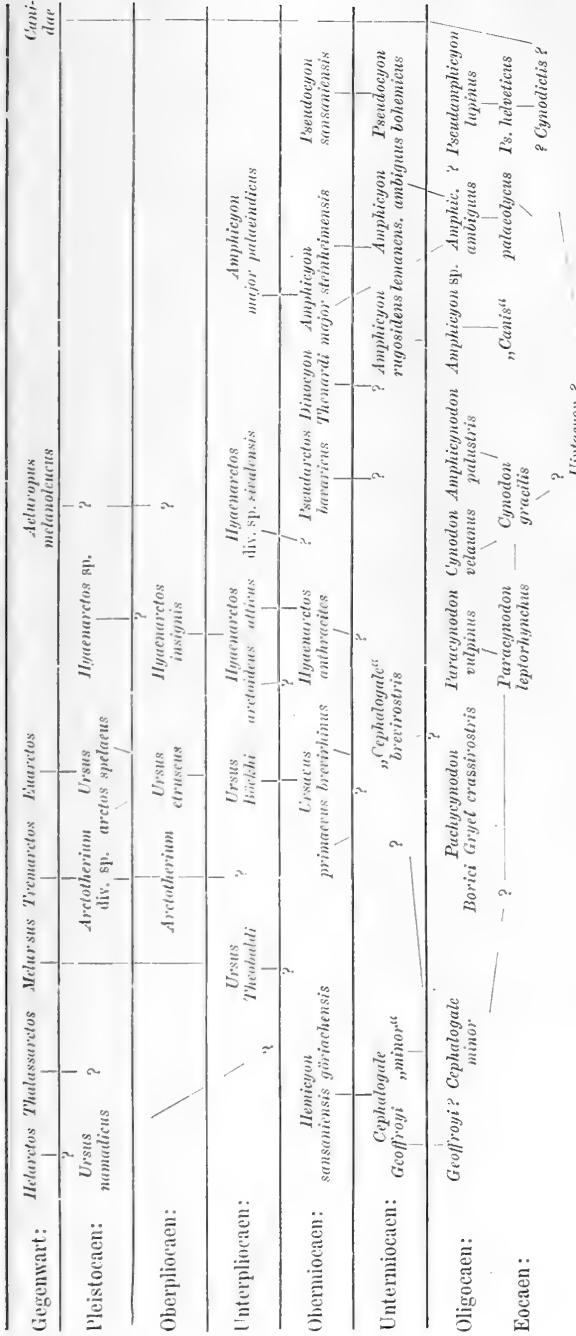 Gegenwart: Helarctos Thalassarctos Melursus Tremarctos Euarctos Aeluropus Cani-
melanoleucus dae
Pleistocaen: ? ? Arctotherium Ursus Hyaenarctos sp. ?
Ursus div. sp. arctos spelaeus
namadicus
Oberpliocaen: Arctotherium Ursus ? ?
etruscus Hyaenarctos
insignis
Unterpliocaen: ? Ursus ? Ursus Hyaenarctos Hyaenarctos Amphicyon
Theobaldi Böckhi arctoideus atticus div. sp. sivalensis major palaeindicus
Obermiocaen: Hemicyon ? Ursavus ? Hyaenarctos ? Pseudarctos Dinocyon Amphicyon Pseudocyon
sansaniensis göriachensis primaevus brevirhinus anthracites bavaricus Thenardi major steinheimensis sansaniensis
Untermiocaen: Cephalogale ? ? „Cephalogale“ ? ? ? Amphicyon Amphicyon Pseudocyon
Geoffroyi „minor“ brevirostris rugosidens lemanens. ambiguus bohemicus
Oligocaen: Geoffroyi ? Cephalogale Pachycynodon ? Paracynodon Cynodon Amphicynodon Amphicyon sp. Amphic. ? Pseudamphicyon
minor Borici Gryei crassirostris vulpinus velaunus palustris ambiguus lupinus
Eocaen: ? Paracynodon Cynodon „Canis“ palaeolycus Ps. helveticus
leptorhynchus gracilis ? Cynodictis ?
?